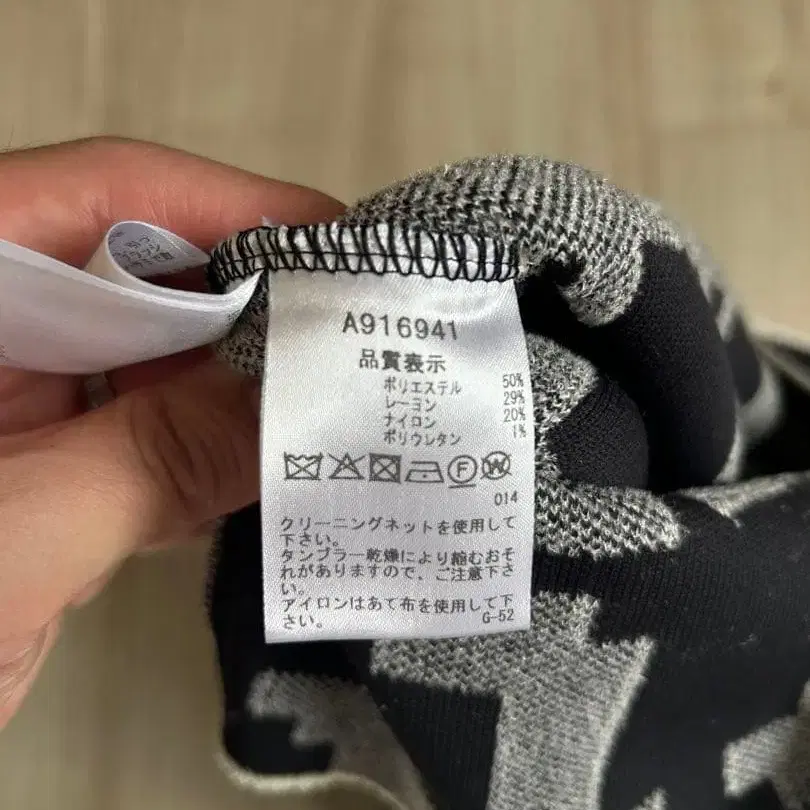 A916941
品質表示
ポリエステル 50%
レーヨン 29%
ナイロン 20%
ポリウレタン 1%
F W
014
クリーニングネットを使用して
下さい。
タンブラー乾燥により縮むおそ
れがありますので、ご注意下さ
い。
アイロンはあて布を使用して下
さい。 G-52